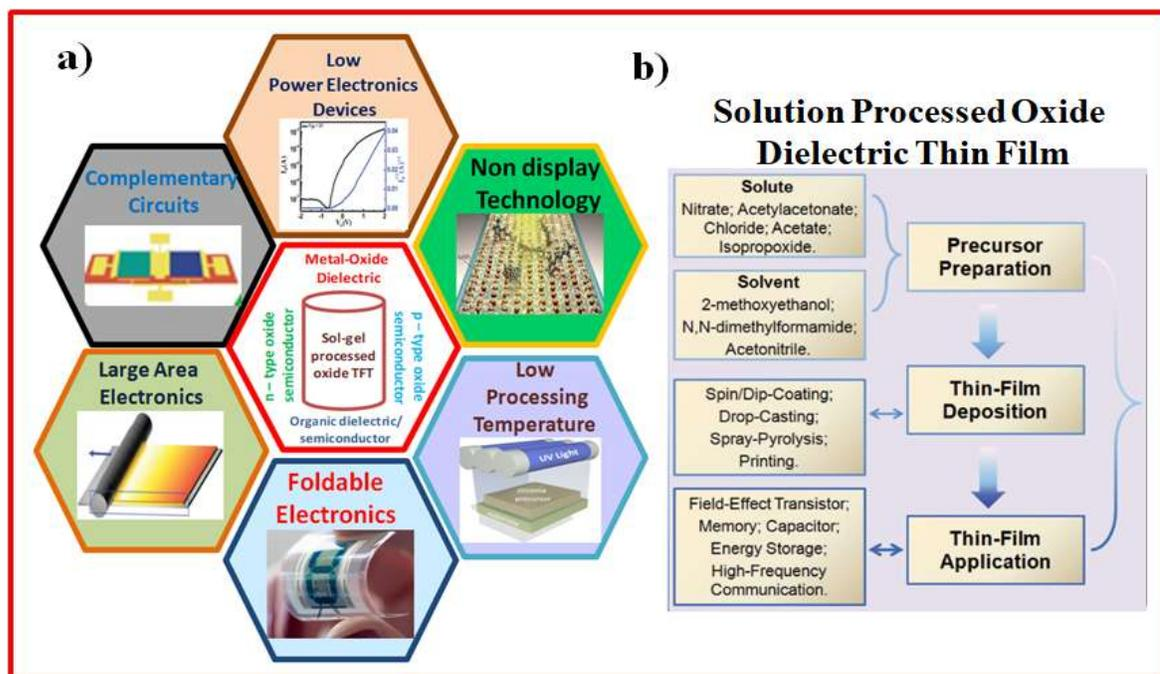 a)
Low
Power Electronics
Devices
Complementary
Circuits
Non display
Technology
Metal-Oxide
Dielectric
n – type oxide
semiconductor
Sol-gel
processed
oxide TFT
p – type oxide
semiconductor
Organic dielectric/
semiconductor
Large Area
Electronics
Low
Processing
Temperature
UV Light
Foldable
Electronics
b)
Solution Processed Oxide
Dielectric Thin Film
Solute
Nitrate; Acetylacetonate;
Chloride; Acetate;
Isopropoxide.
Solvent
2-methoxyethanol;
N,N-dimethylformamide;
Acetonitrile.
Precursor
Preparation
Spin/Dip-Coating;
Drop-Casting;
Spray-Pyrolysis;
Printing.
Thin-Film
Deposition
Field-Effect Transistor;
Memory; Capacitor;
Energy Storage;
High-Frequency
Communication.
Thin-Film
Application